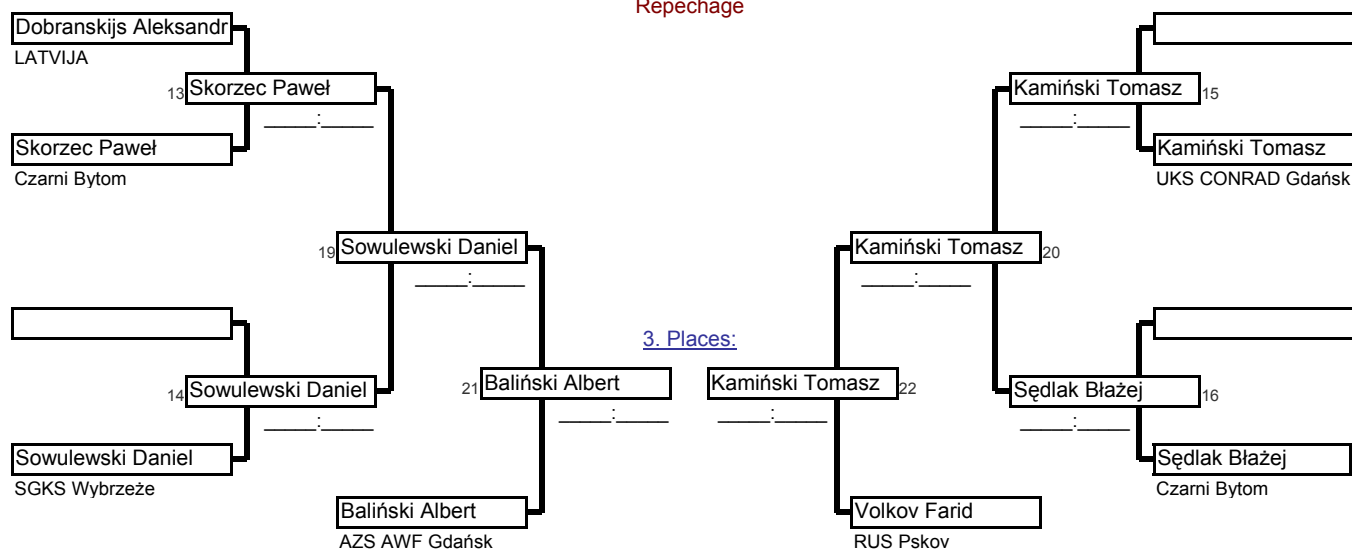 Repechage
Dobranskijs Aleksandr
LATVIJA
13 Skorzec Paweł
_____:_____
Skorzec Paweł
Czarni Bytom
19 Sowulewski Daniel
_____:_____
14 Sowulewski Daniel
_____:_____
Sowulewski Daniel
SGKS Wybrzeże
3. Places:
21 Baliński Albert
_____:_____
Baliński Albert
AZS AWF Gdańsk
Kamiński Tomasz 15
_____:_____
Kamiński Tomasz
UKS CONRAD Gdańsk
Kamiński Tomasz 20
_____:_____
Kamiński Tomasz 22
_____:_____
Sędlak Błażej 16
_____:_____
Sędlak Błażej
Czarni Bytom
Volkov Farid
RUS Pskov